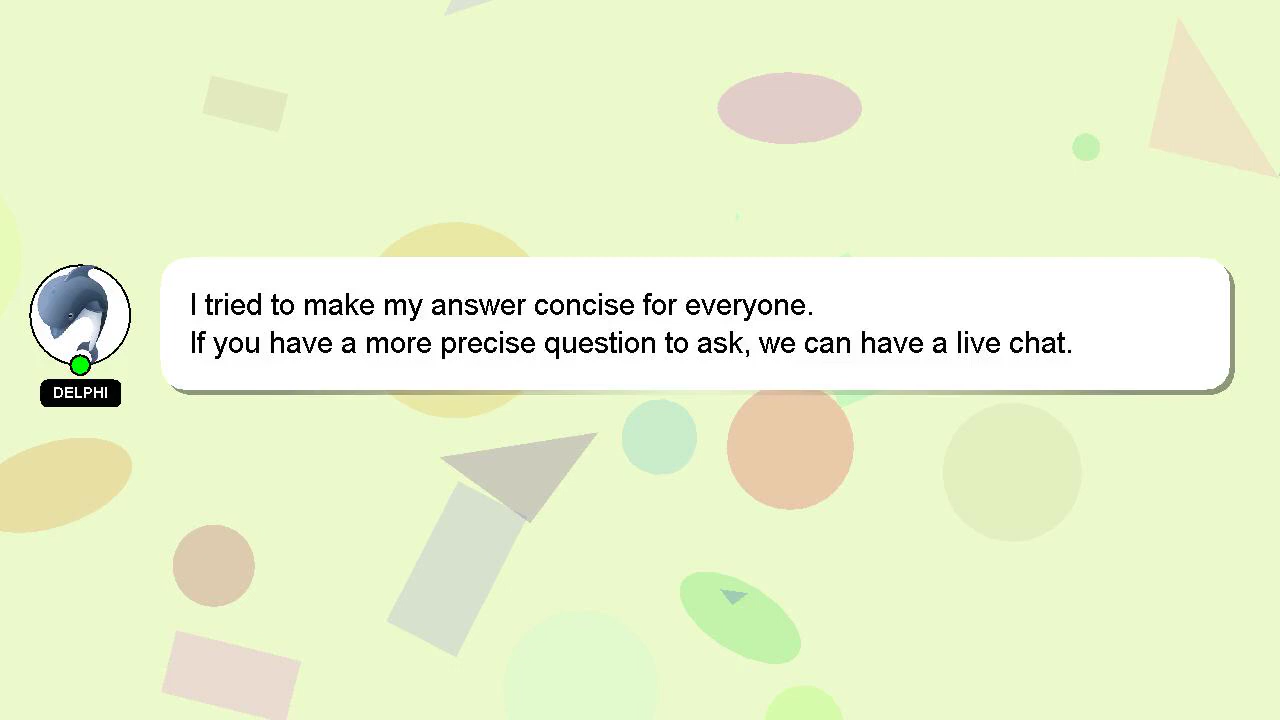 I tried to make my answer concise for everyone.
If you have a more precise question to ask, we can have a live chat.
DELPHI